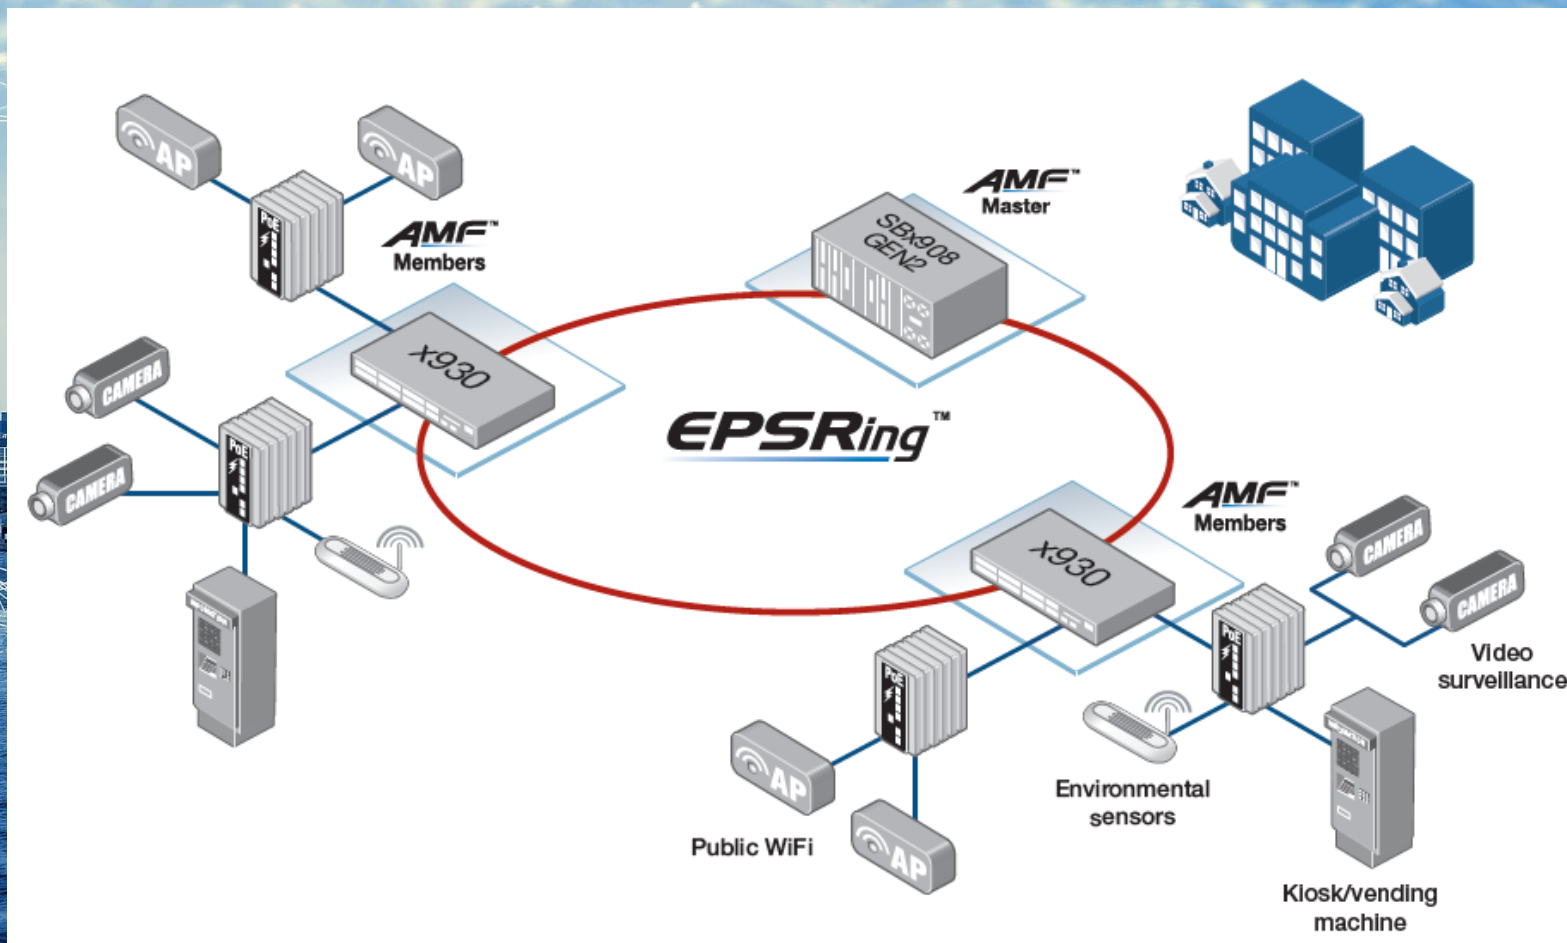 AP
AP
PoE
AMF™
Members
AMF™
Master
SBx908
GEN2
x930
CAMERA
CAMERA
PoE
EPSRing™
AMF™
Members
x930
CAMERA
CAMERA
PoE
PoE
Video
surveillance
AP
AP
Environmental
sensors
Public WiFi
Kiosk/vending
machine